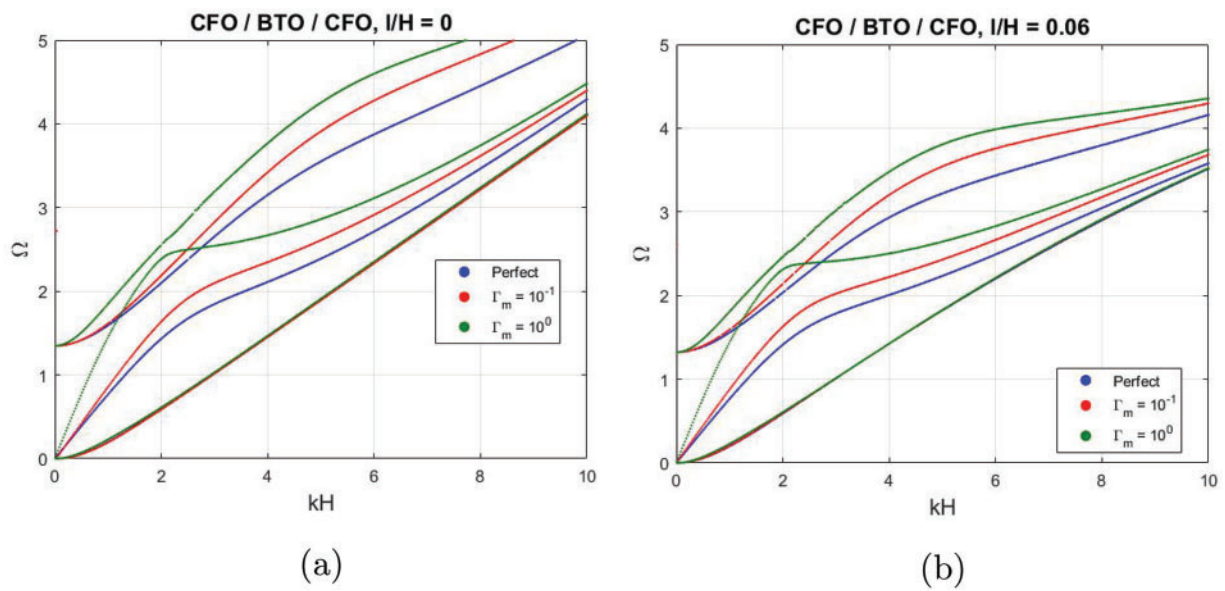 CFO / BTO / CFO, l/H = 0
5
4
3
2
1
0
Ω
0 2 4 6 8 10
kH
Perfect
Γm = 10^-1
Γm = 10^0
(a)
CFO / BTO / CFO, l/H = 0.06
5
4
3
2
1
0
Ω
0 2 4 6 8 10
kH
Perfect
Γm = 10^-1
Γm = 10^0
(b)